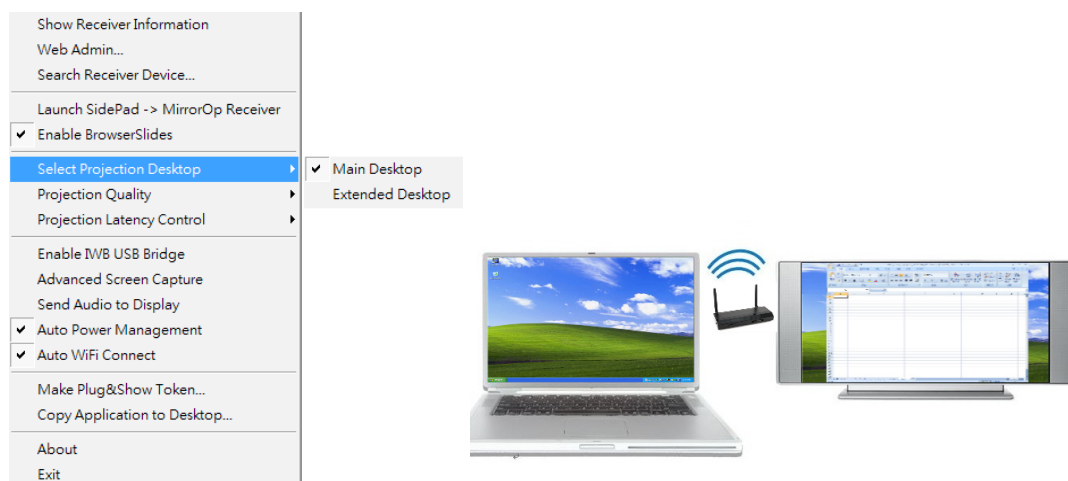 Show Receiver Information
Web Admin...
Search Receiver Device...
Launch SidePad -> MirrorOp Receiver
Enable BrowserSlides
Select Projection Desktop
Main Desktop
Extended Desktop
Projection Quality
Projection Latency Control
Enable IWB USB Bridge
Advanced Screen Capture
Send Audio to Display
Auto Power Management
Auto WiFi Connect
Make Plug&Show Token...
Copy Application to Desktop...
About
Exit